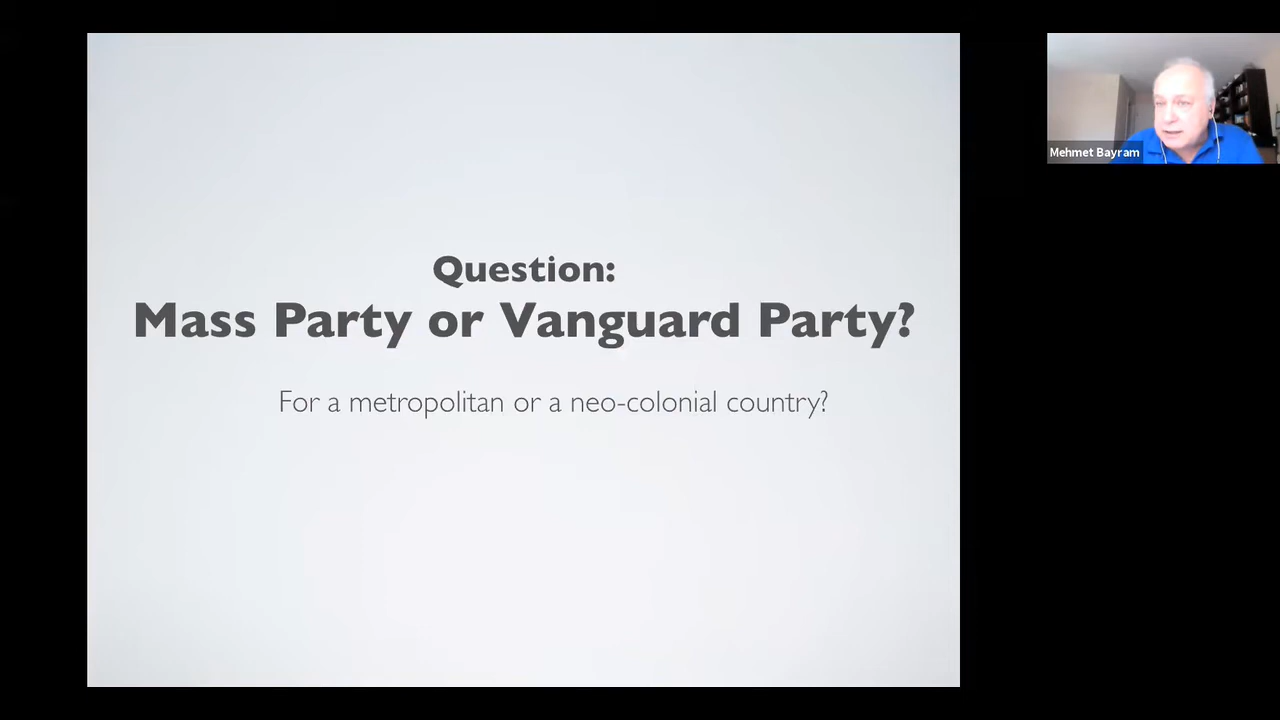 Question:
Mass Party or Vanguard Party?
For a metropolitan or a neo-colonial country?
Mehmet Bayram